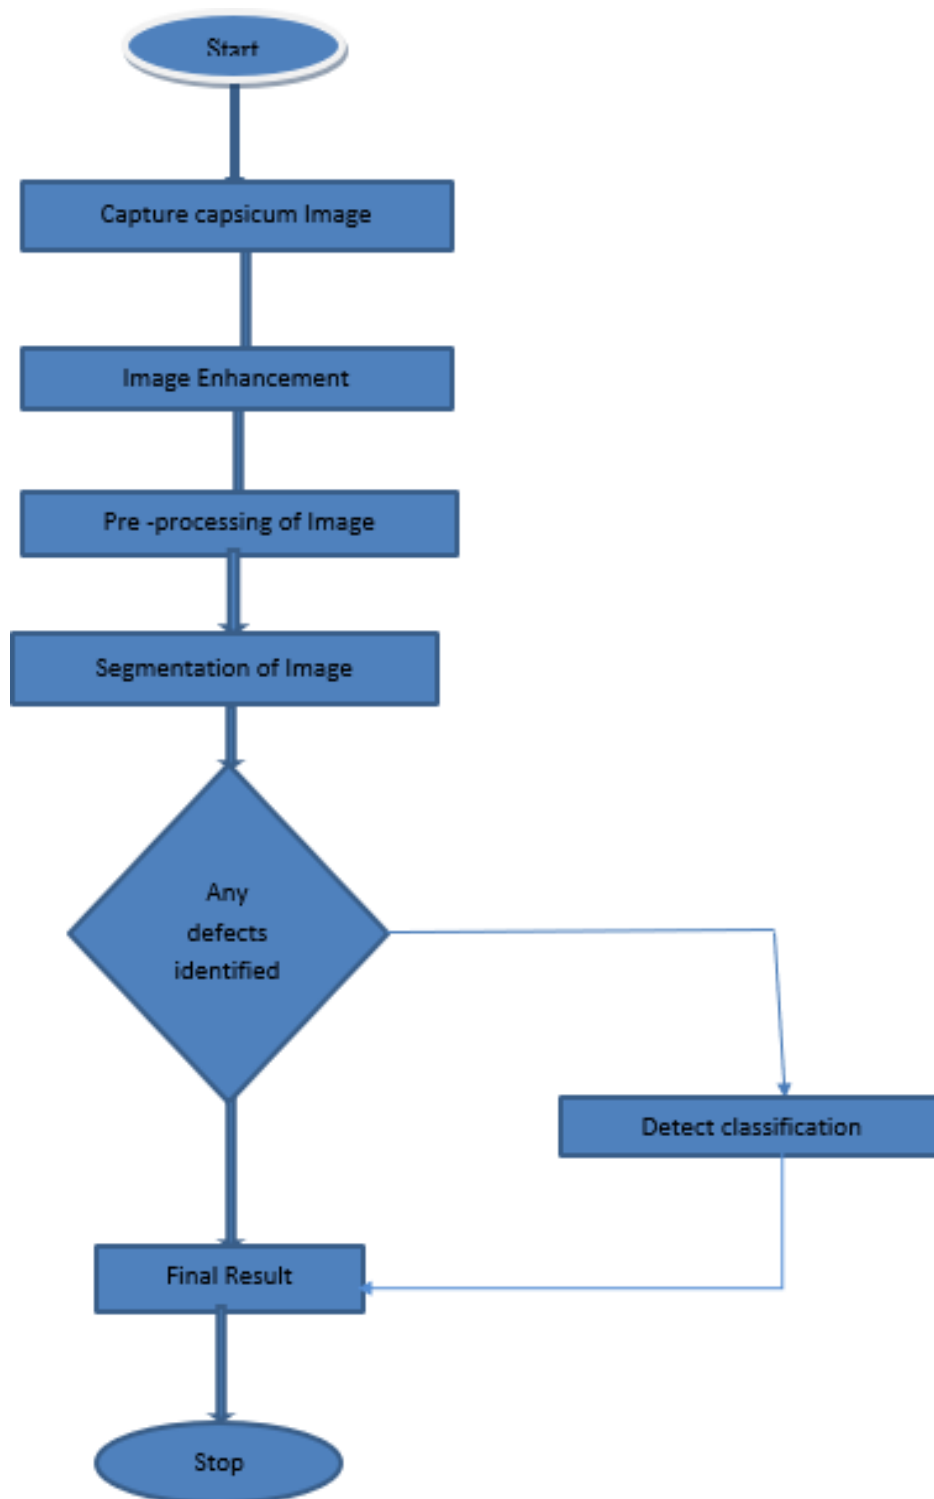 Start
Capture capsicum Image
Image Enhancement
Pre -processing of Image
Segmentation of Image
Any
defects
identified
Detect classification
Final Result
Stop